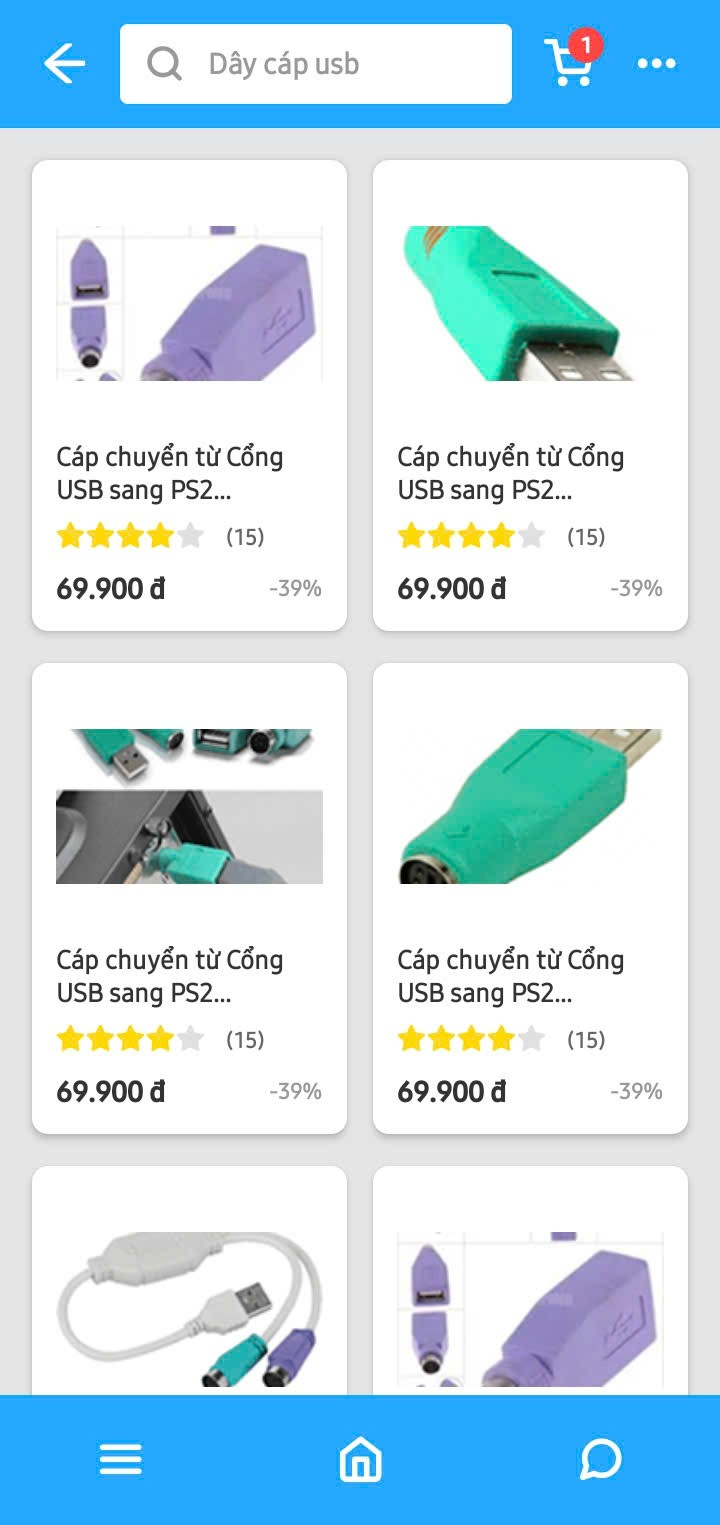 Dây cáp usb
1
Cáp chuyển từ Cổng
USB sang PS2...
(15)
69.900 đ
-39%
Cáp chuyển từ Cổng
USB sang PS2...
(15)
69.900 đ
-39%
Cáp chuyển từ Cổng
USB sang PS2...
(15)
69.900 đ
-39%
Cáp chuyển từ Cổng
USB sang PS2...
(15)
69.900 đ
-39%